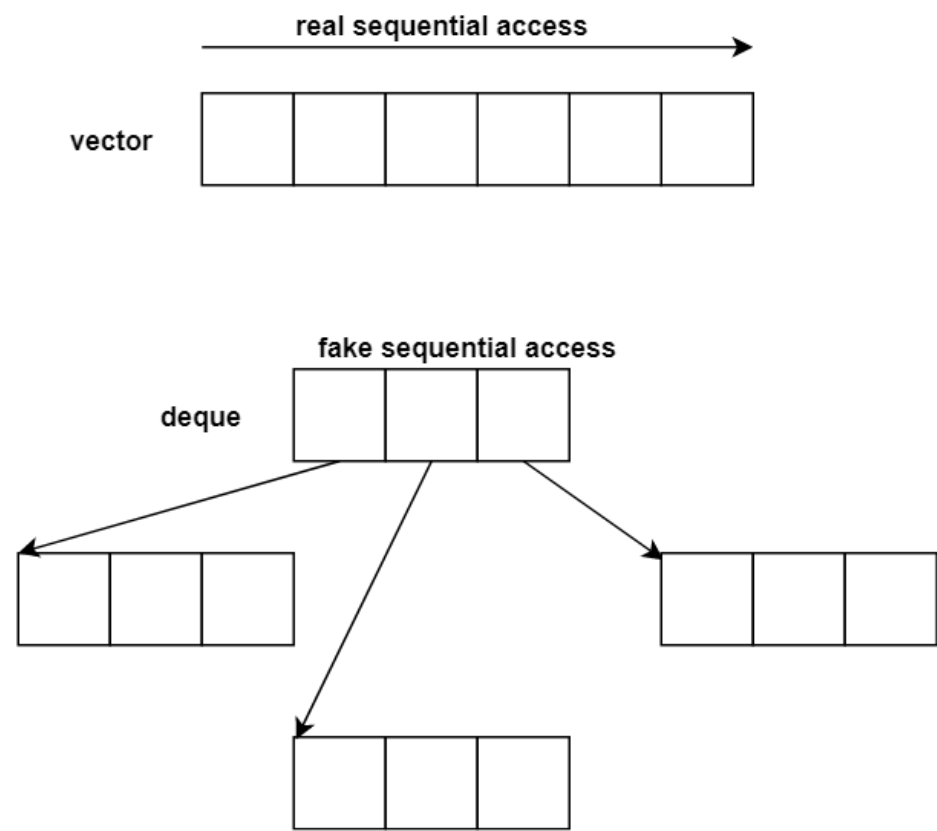 real sequential access
vector
fake sequential access
deque